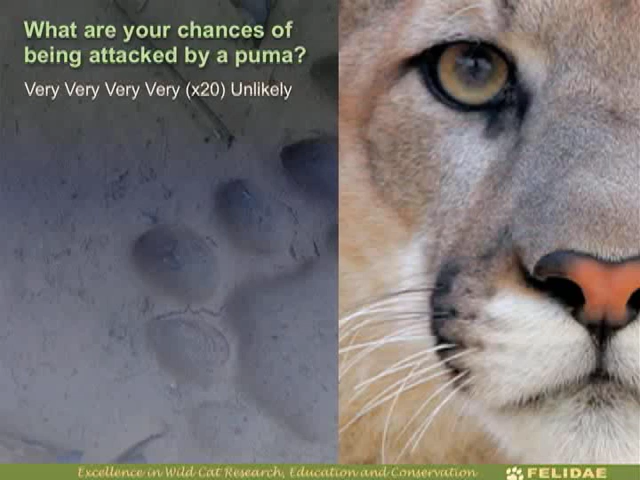 What are your chances of
being attacked by a puma?
Very Very Very Very (x20) Unlikely
Excellence in Wild Cat Research, Education and Conservation
FELIDAE